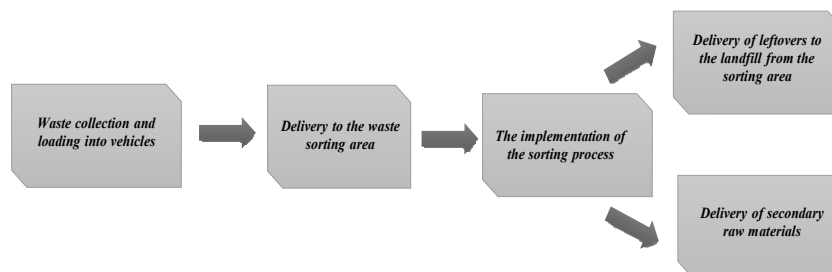 Waste collection and
loading into vehicles
Delivery to the waste
sorting area
The implementation of
the sorting process
Delivery of leftovers to
the landfill from the
sorting area
Delivery of secondary
raw materials